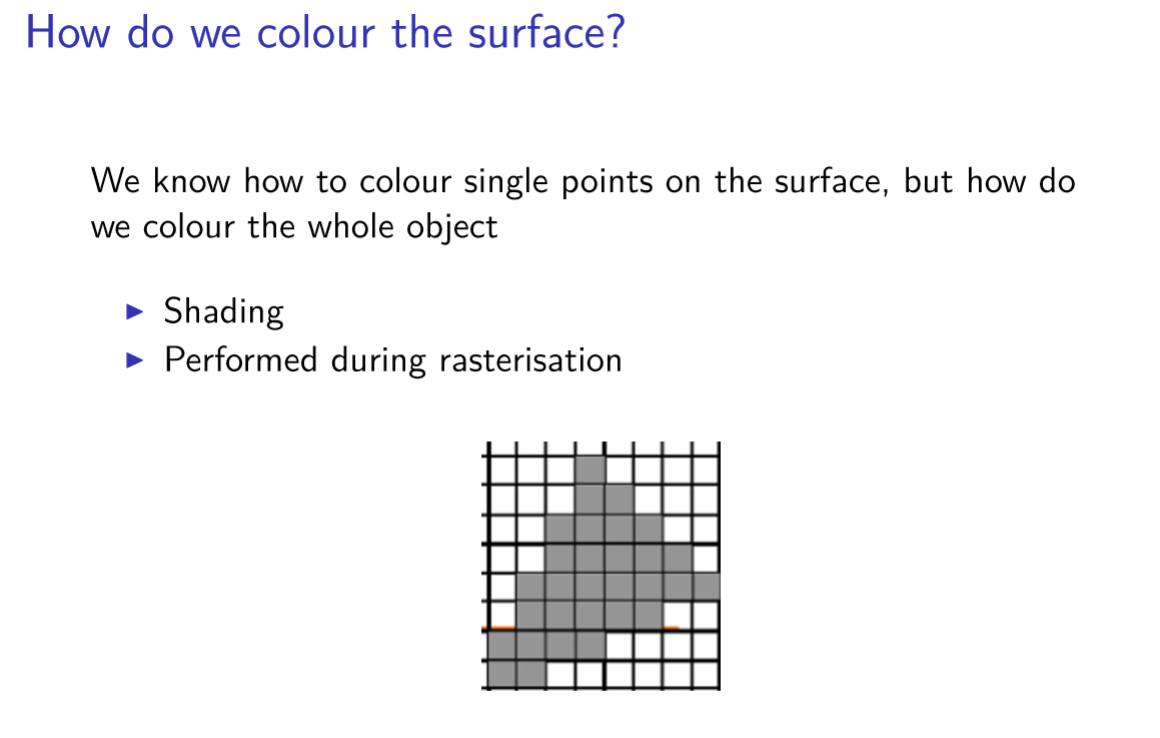 How do we colour the surface?
We know how to colour single points on the surface, but how do
we colour the whole object
Shading
Performed during rasterisation